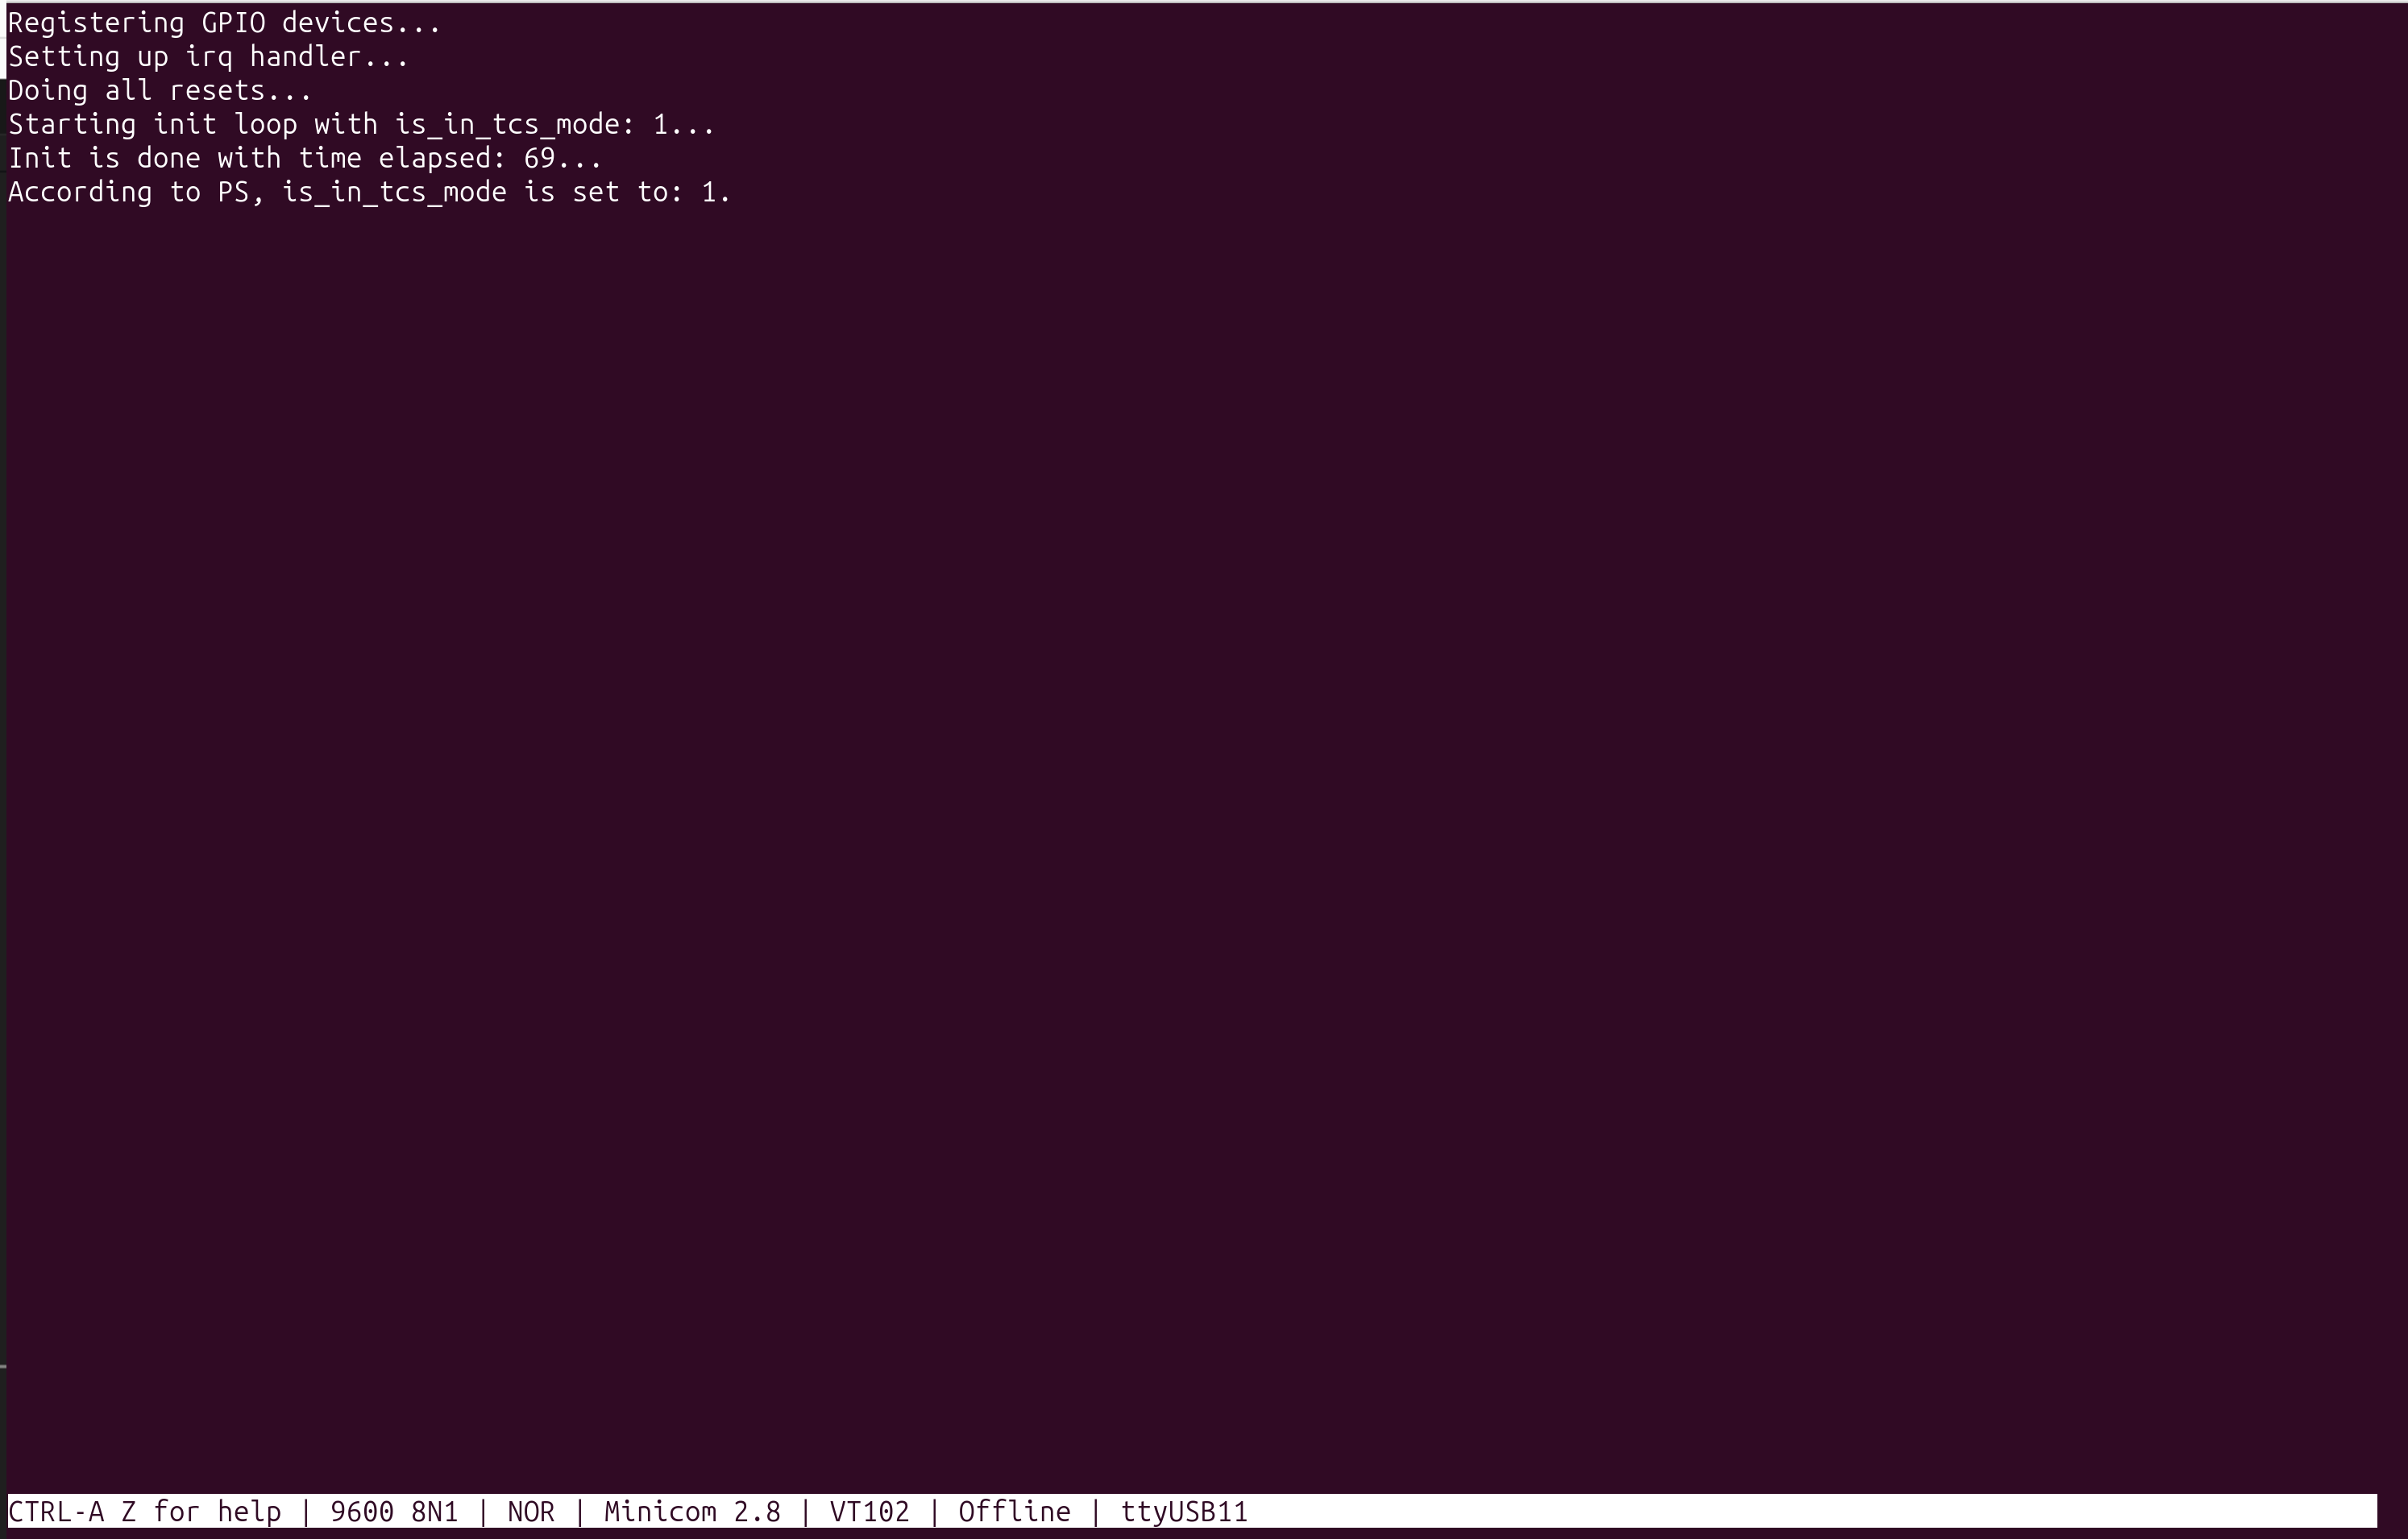 Registering GPIO devices...
Setting up irq handler...
Doing all resets...
Starting init loop with is_in_tcs_mode: 1...
Init is done with time elapsed: 69...
According to PS, is_in_tcs_mode is set to: 1.
CTRL-A Z for help | 9600 8N1 | NOR | Minicom 2.8 | VT102 | Offline | ttyUSB11